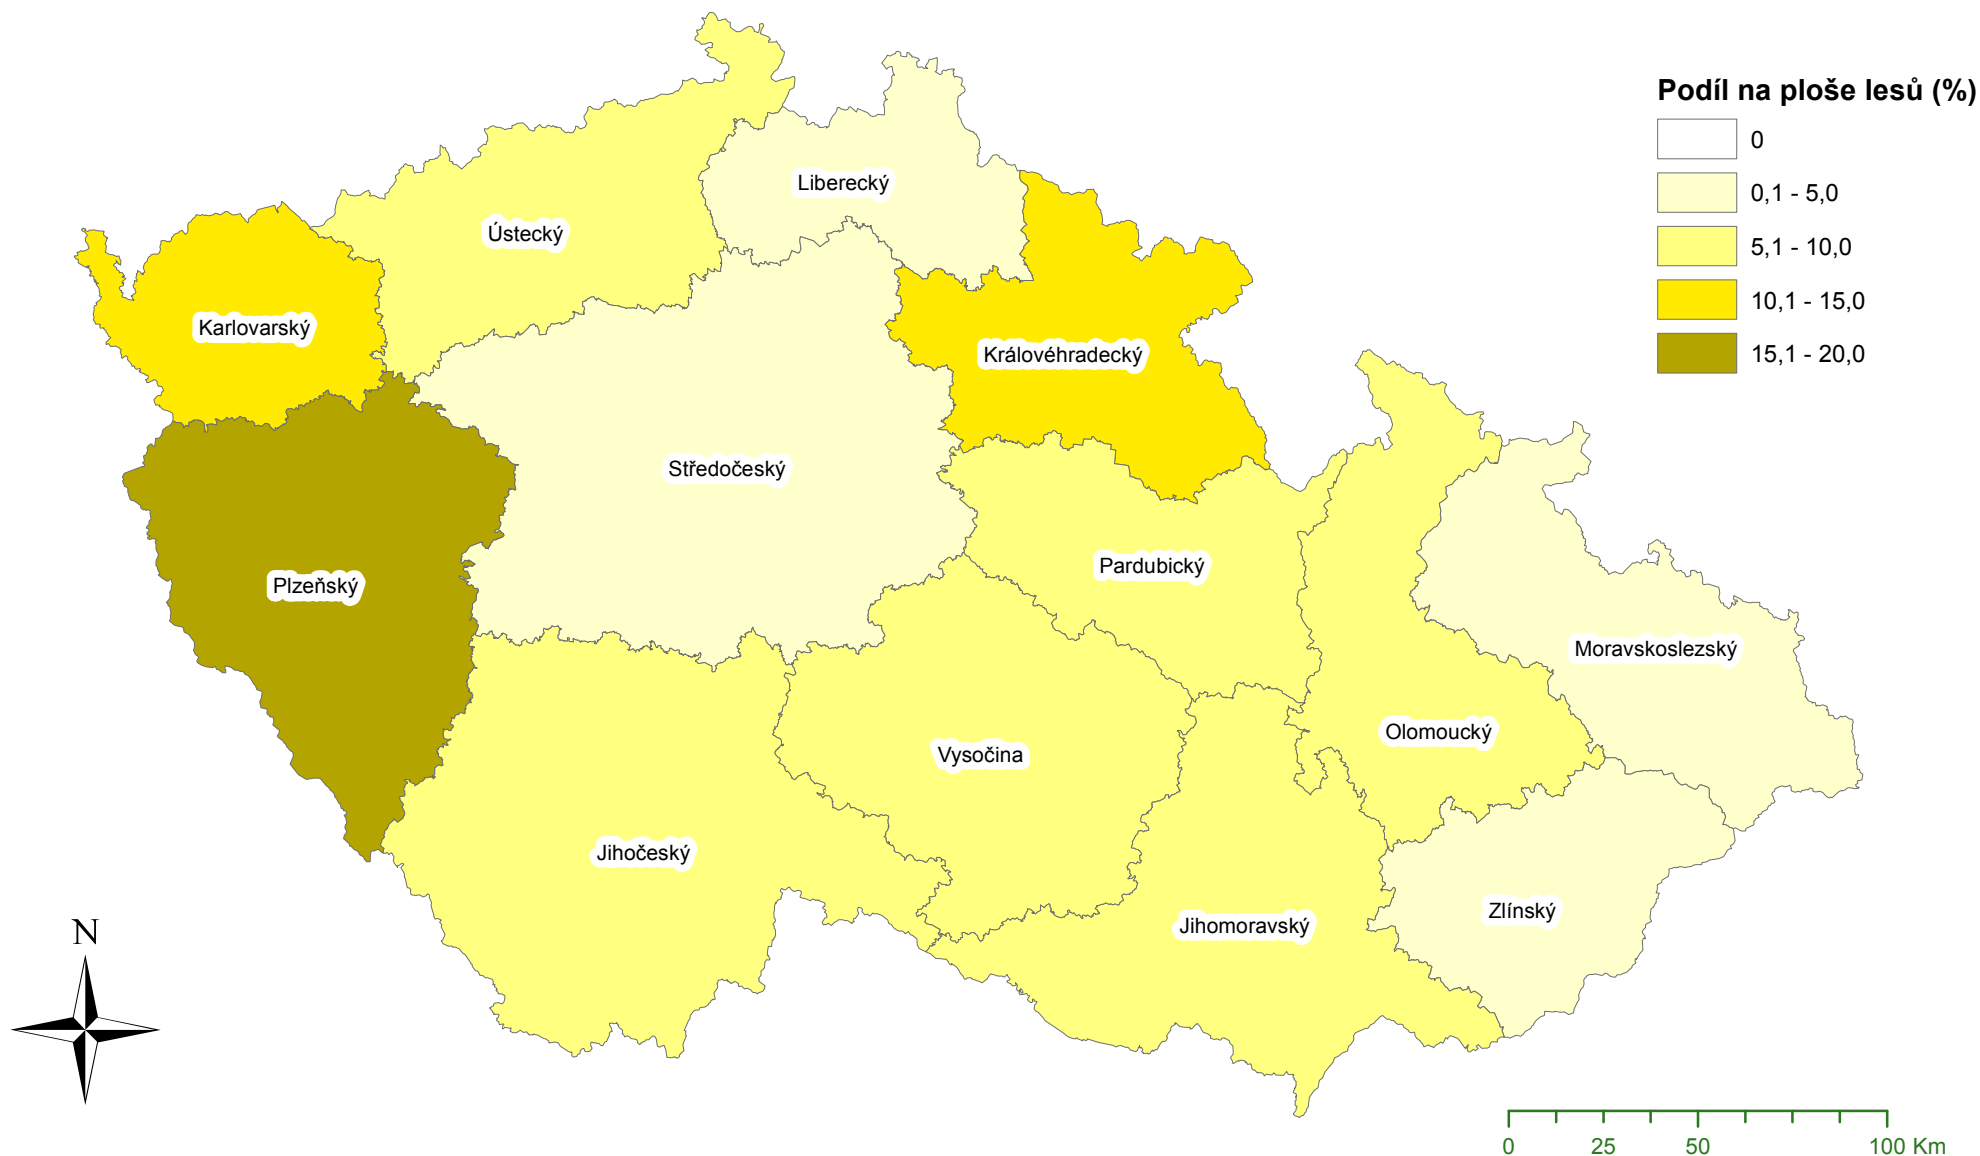 Podíl na ploše lesů (%)
0
0,1 - 5,0
5,1 - 10,0
10,1 - 15,0
15,1 - 20,0
Liberecký
Ústecký
Karlovarský
Královéhradecký
Středočeský
Pardubický
Plzeňský
Moravskoslezský
Olomoucký
Vysočina
Jihočeský
Zlínský
Jihomoravský
N
0 25 50 100 Km